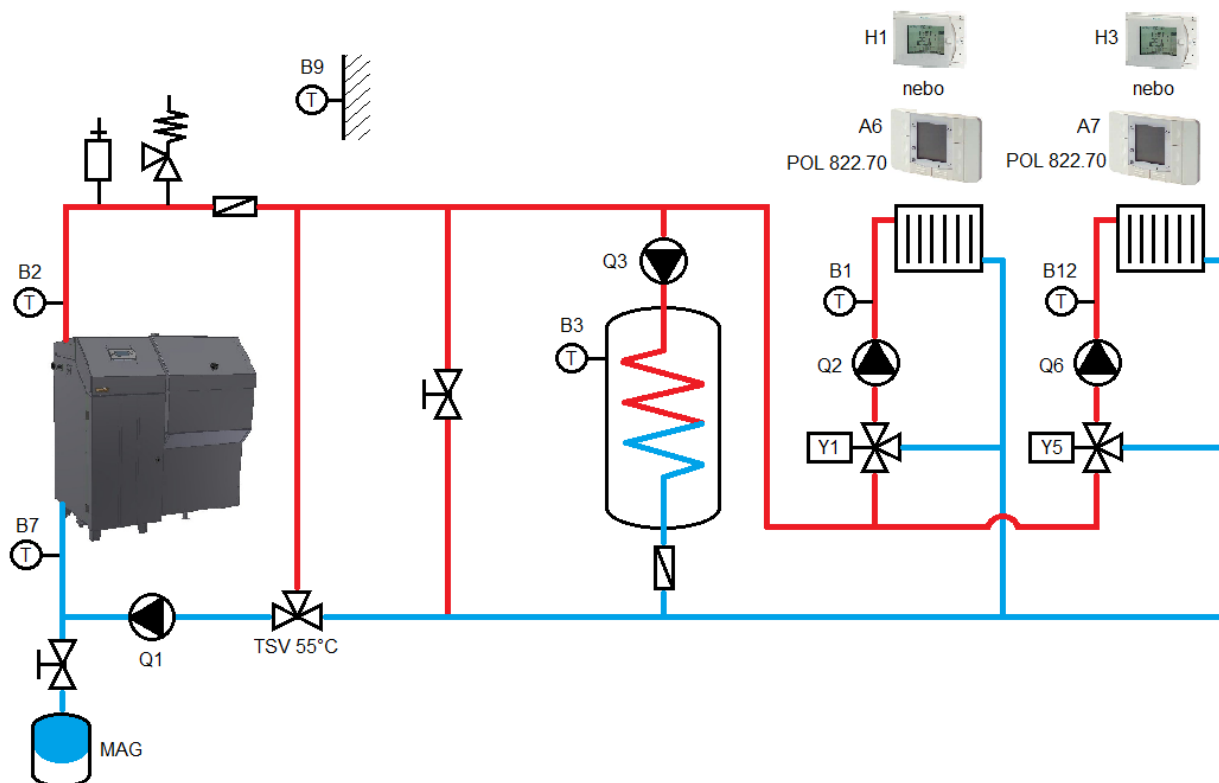 H1
H3
B9
T
nebo
nebo
A6
A7
POL 822.70
POL 822.70
B2
T
Q3
B1
T
B12
T
B3
T
Q2
Q6
Y1
Y5
B7
T
Q1
TSV 55°C
MAG